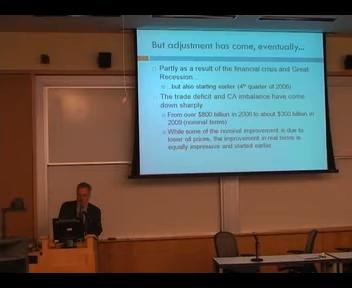 But adjustment has come, eventually...
Partly as a result of the financial crisis and 'Great
Recession'...
...but also starting earlier (4th quarter of 2006)
The trade deficit and CA imbalance have come
down sharply
From over $800 billion in 2006 to about $300 billion in
2009 (nominal terms)
While some of the nominal improvement is due to
lower oil prices, the improvement in real terms is
equally impressive and started earlier